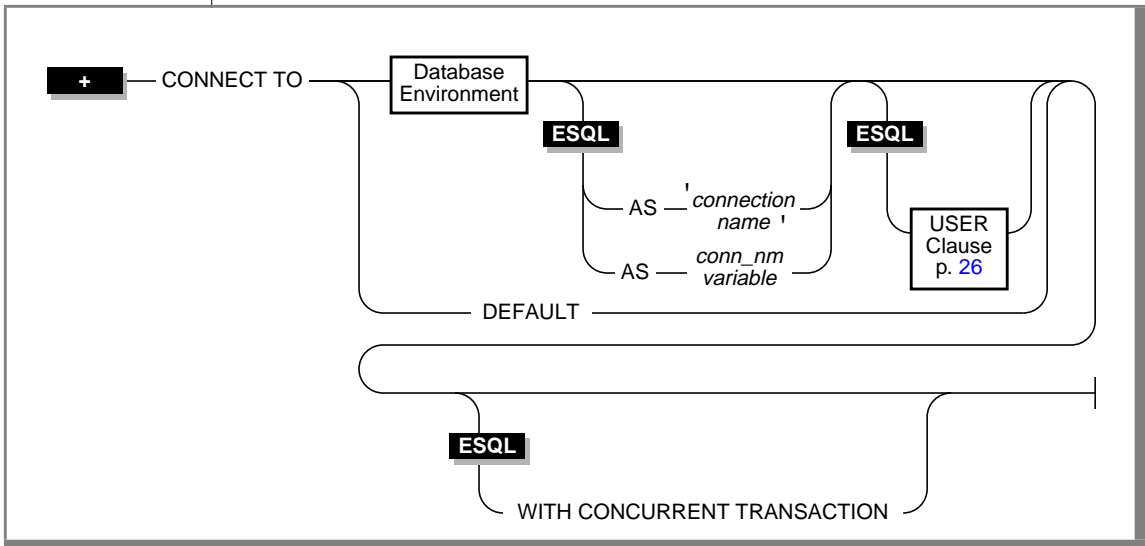 + CONNECT TO
Database
Environment
ESQL
ESQL
AS 'connection
name '
AS conn_nm
variable
USER
Clause
p. 26
DEFAULT
ESQL
WITH CONCURRENT TRANSACTION